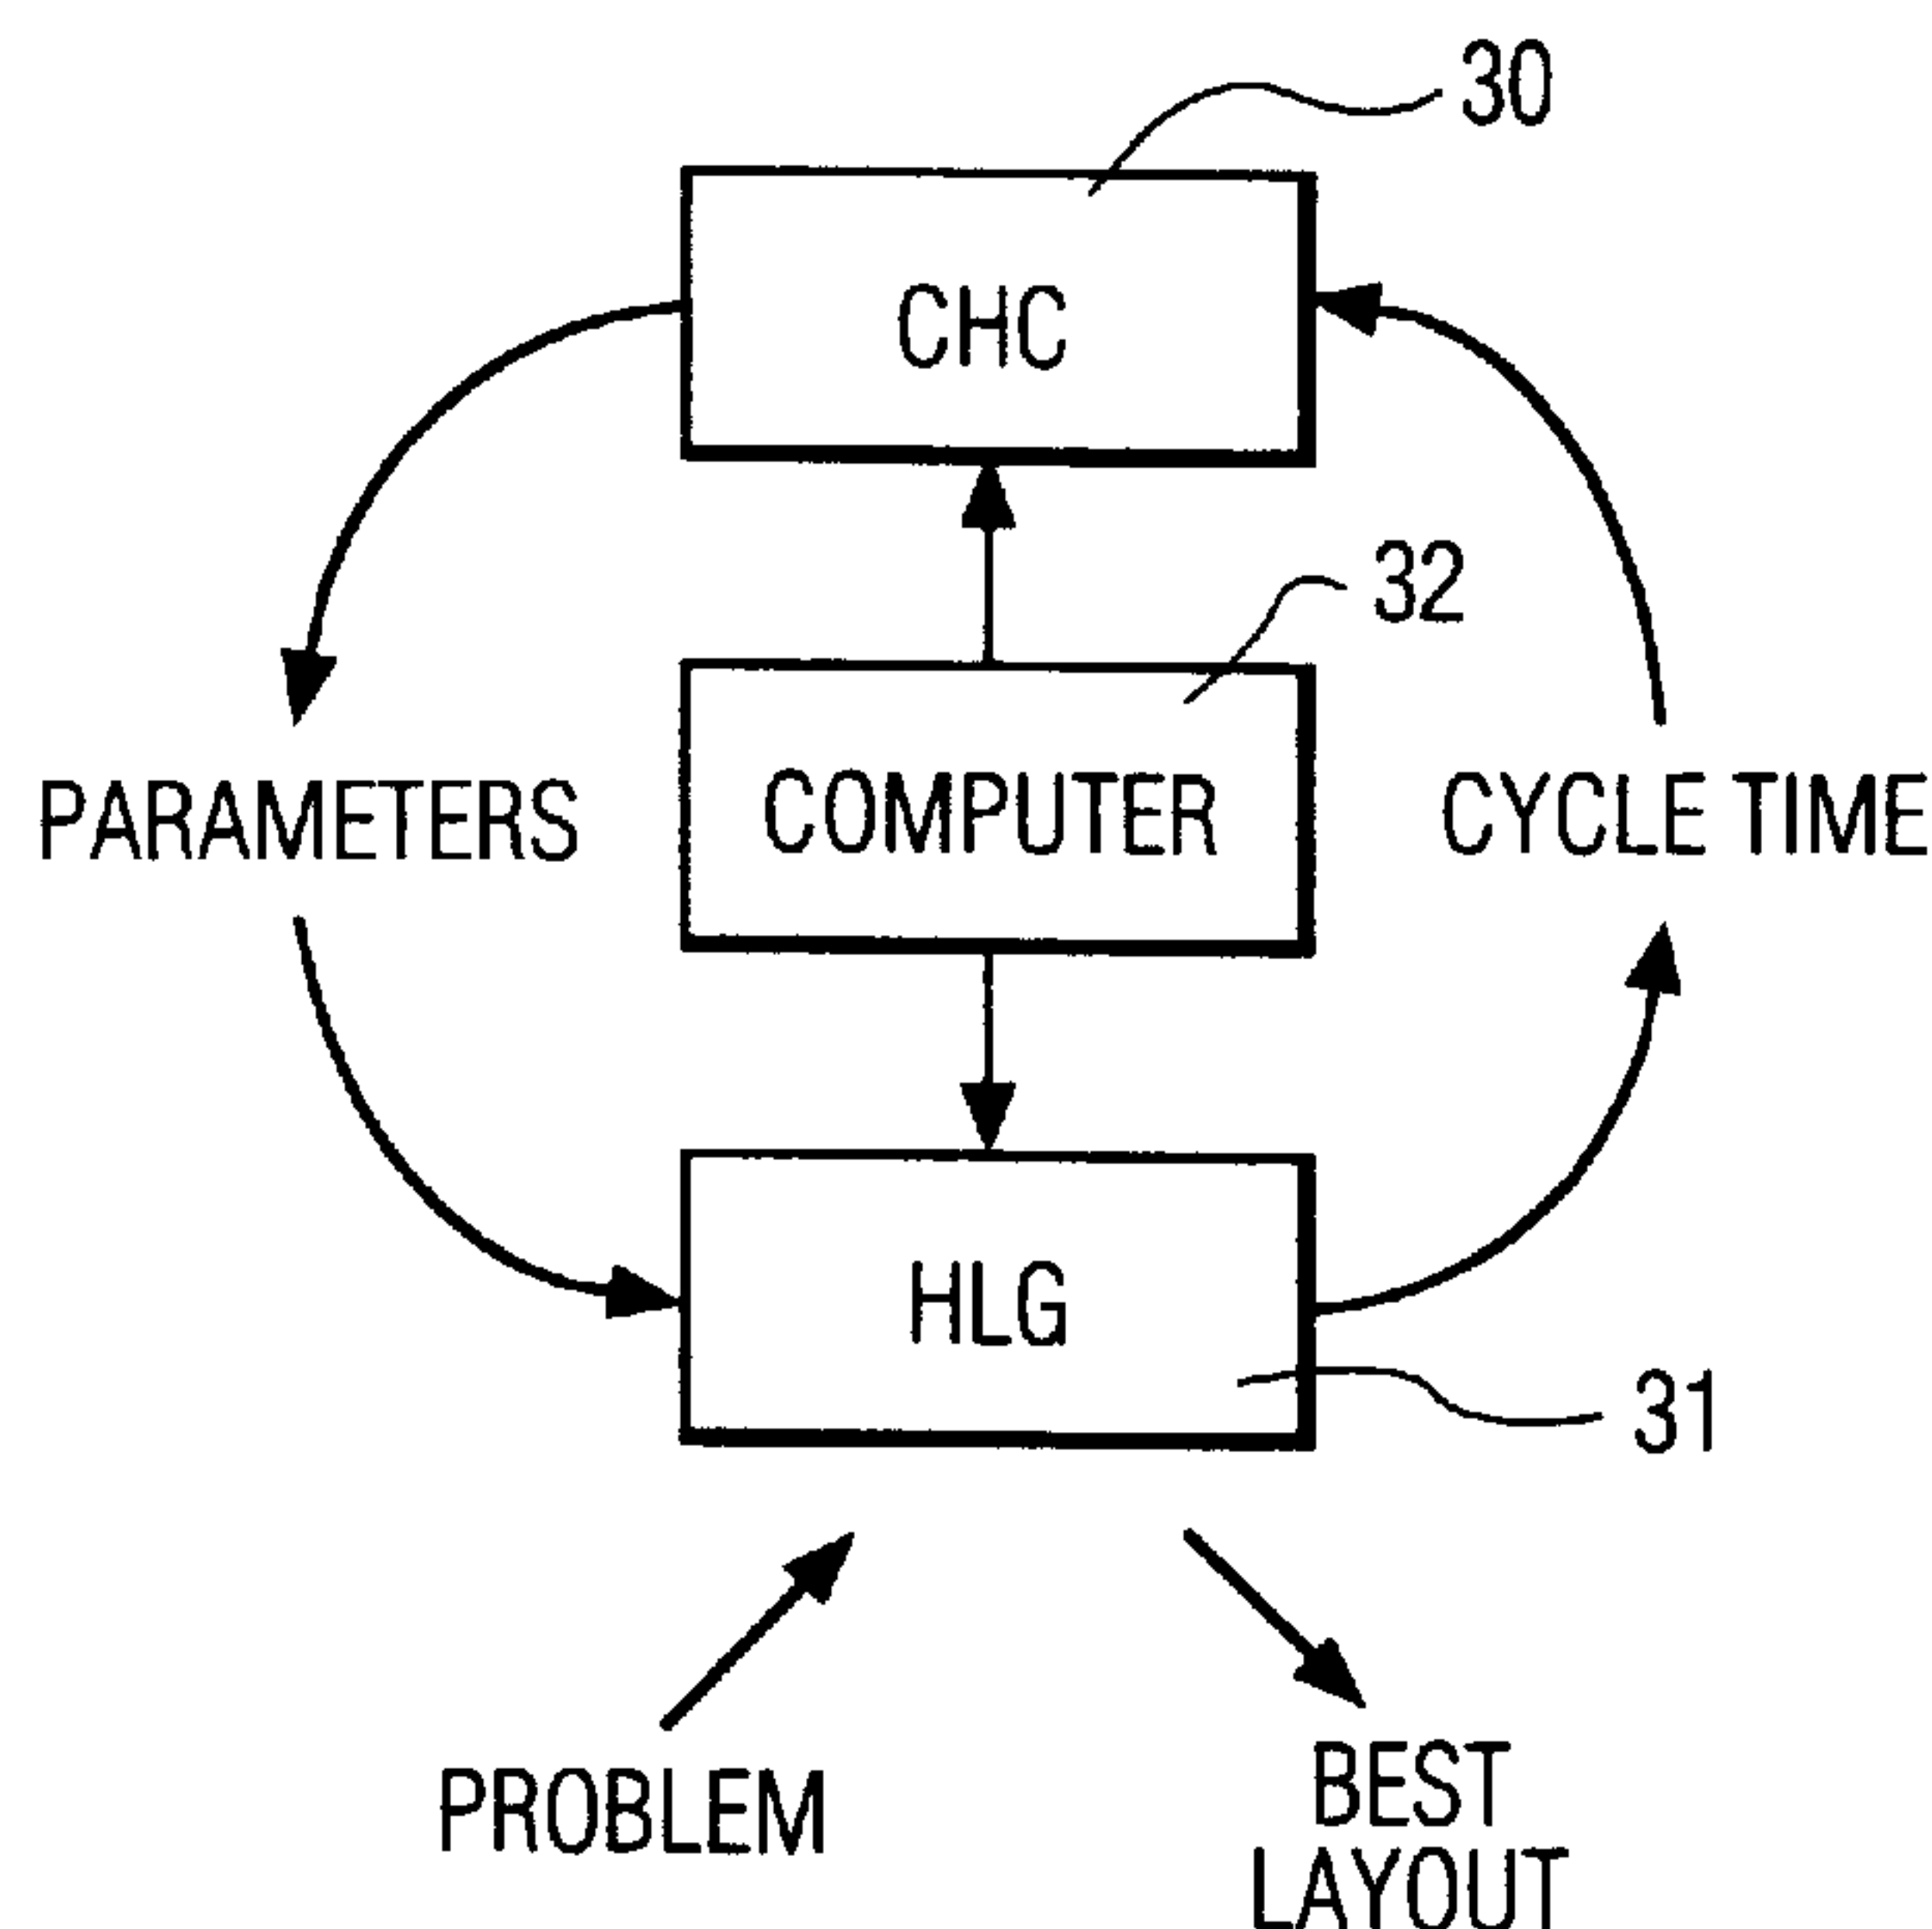 30
CHC
32
PARAMETERS
COMPUTER
CYCLE TIME
HLG
31
PROBLEM
BEST
LAYOUT